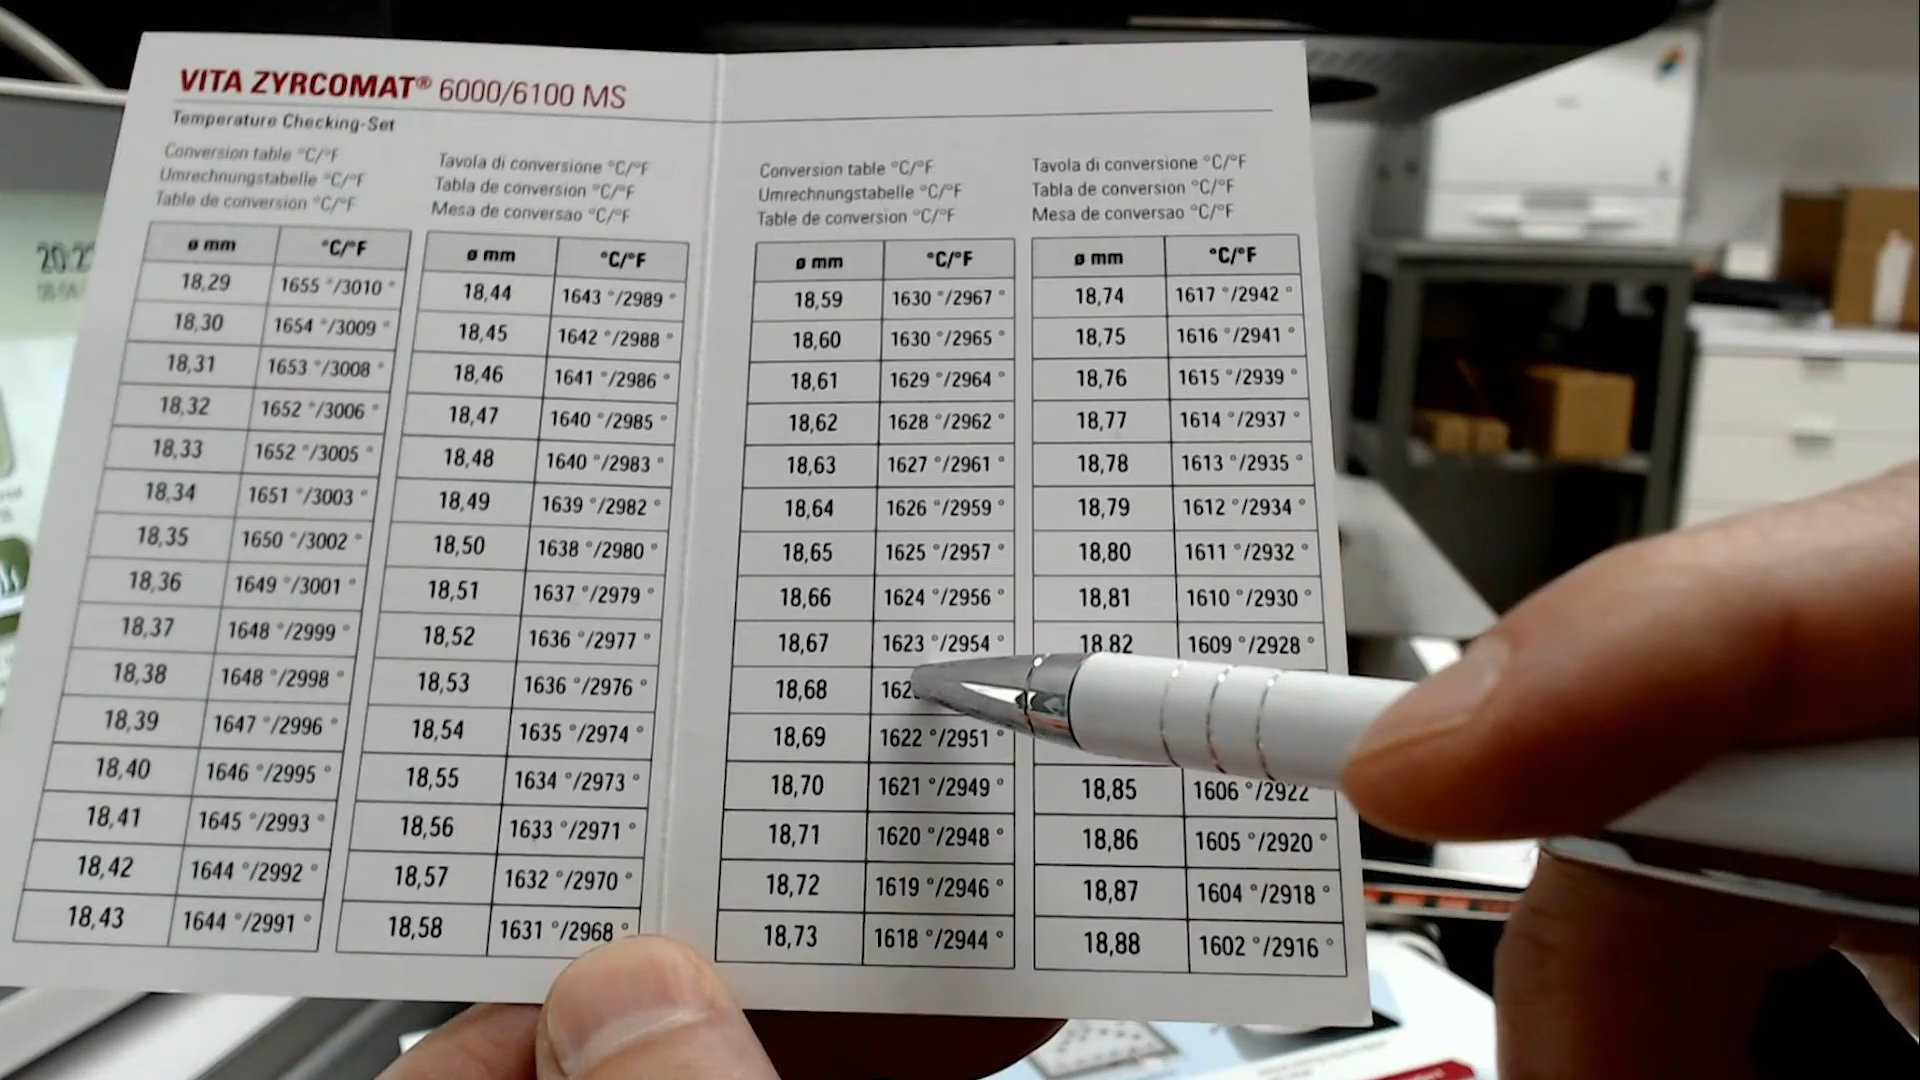 VITA ZYRCOMAT® 6000/6100 MS
Temperature Checking-Set
Conversion table °C/°F
Umrechnungstabelle °C/°F
Table de conversion °C/°F
ø mm °C/°F
18,29 1655 °/3010 °
18,30 1654 °/3009 °
18,31 1653 °/3008 °
18,32 1652 °/3006 °
18,33 1652 °/3005 °
18,34 1651 °/3003 °
18,35 1650 °/3002 °
18,36 1649 °/3001 °
18,37 1648 °/2999 °
18,38 1648 °/2998 °
18,39 1647 °/2996 °
18,40 1646 °/2995 °
18,41 1645 °/2993 °
18,42 1644 °/2992 °
18,43 1644 °/2991 °
Tavola di conversione °C/°F
Tabla de conversion °C/°F
Mesa de conversao °C/°F
ø mm °C/°F
18,44 1643 °/2989 °
18,45 1642 °/2988 °
18,46 1641 °/2986 °
18,47 1640 °/2985 °
18,48 1640 °/2983 °
18,49 1639 °/2982 °
18,50 1638 °/2980 °
18,51 1637 °/2979 °
18,52 1636 °/2977 °
18,53 1636 °/2976 °
18,54 1635 °/2974 °
18,55 1634 °/2973 °
18,56 1633 °/2971 °
18,57 1632 °/2970 °
18,58 1631 °/2968 °
Conversion table °C/°F
Umrechnungstabelle °C/°F
Table de conversion °C/°F
ø mm °C/°F
18,59 1630 °/2967 °
18,60 1630 °/2965 °
18,61 1629 °/2964 °
18,62 1628 °/2962 °
18,63 1627 °/2961 °
18,64 1626 °/2959 °
18,65 1625 °/2957 °
18,66 1624 °/2956 °
18,67 1623 °/2954 °
18,68
18,69 1622 °/2951 °
18,70 1621 °/2949 °
18,71 1620 °/2948 °
18,72 1619 °/2946 °
18,73 1618 °/2944 °
Tavola di conversione °C/°F
Tabla de conversion °C/°F
Mesa de conversao °C/°F
ø mm °C/°F
18,74 1617 °/2942 °
18,75 1616 °/2941 °
18,76 1615 °/2939 °
18,77 1614 °/2937 °
18,78 1613 °/2935 °
18,79 1612 °/2934 °
18,80 1611 °/2932 °
18,81 1610 °/2930 °
18,82 1609 °/2928 °
18,85 1606 °/2922
18,86 1605 °/2920 °
18,87 1604 °/2918 °
18,88 1602 °/2916 °